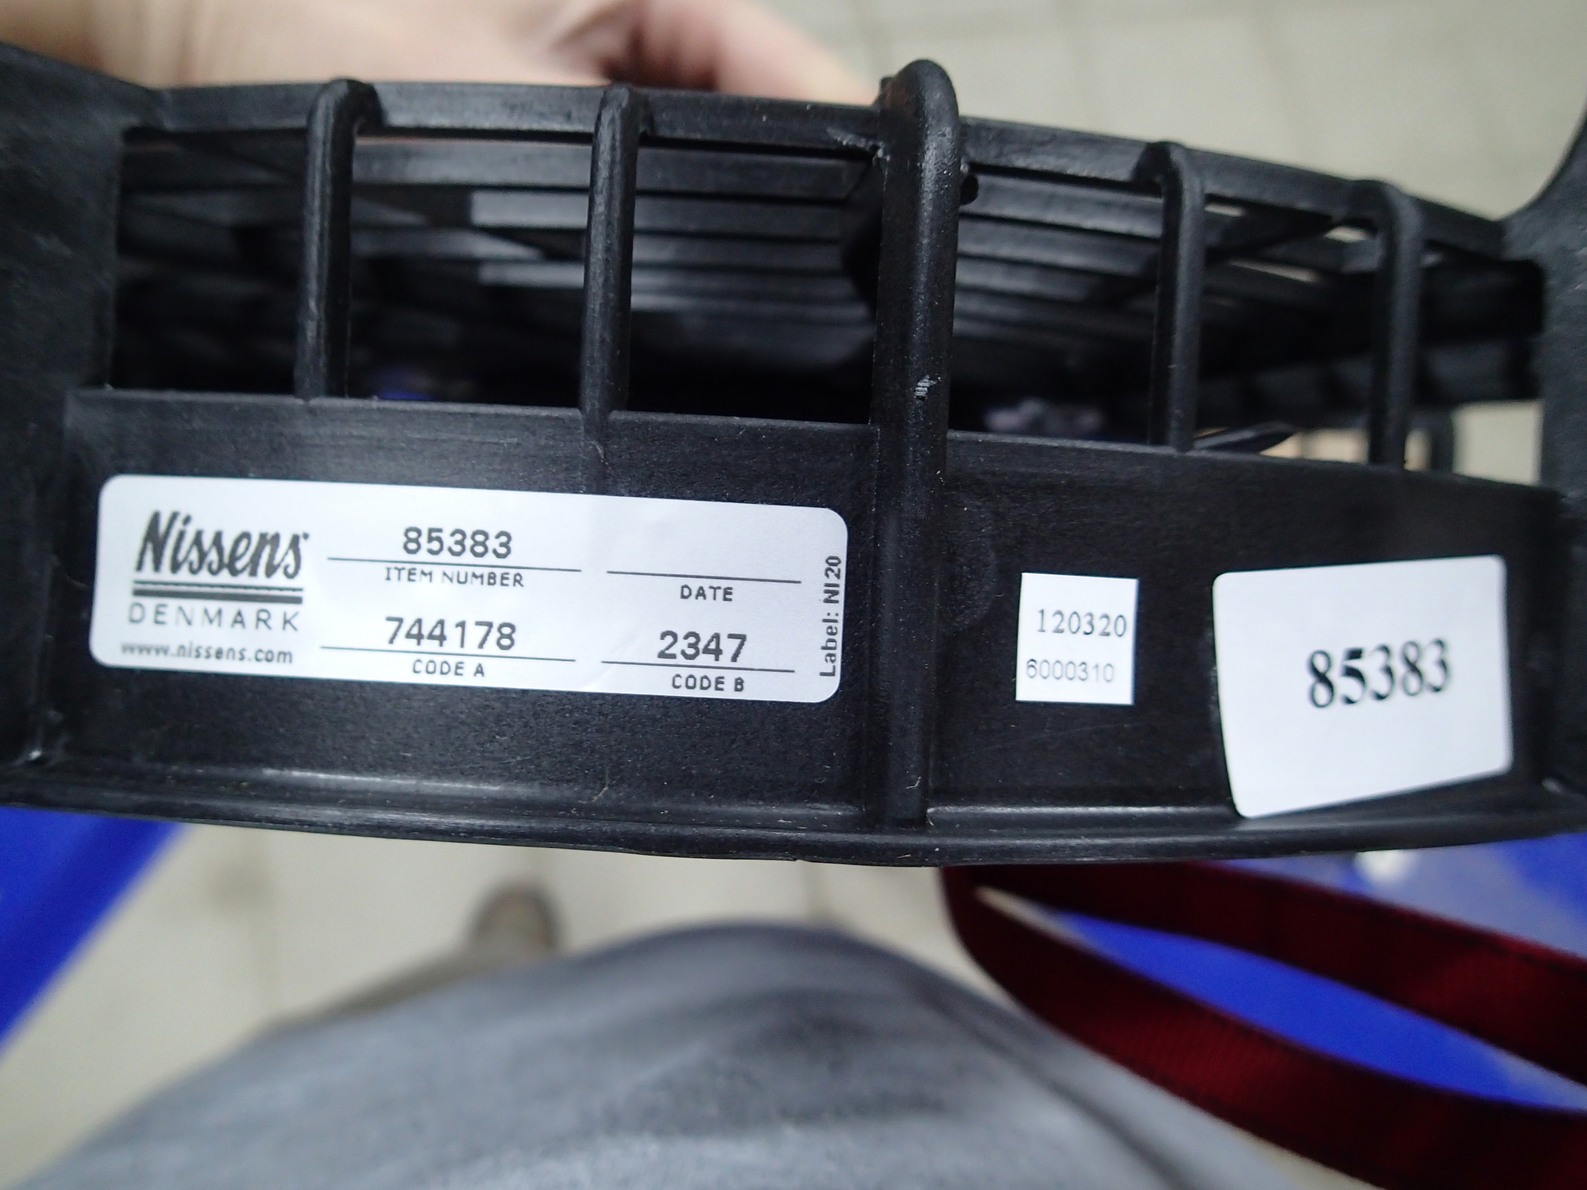 Nissens
DENMARK
www.nissens.com
85383
ITEM NUMBER
DATE
744178
CODE A
2347
CODE B
Label: NI20
120320
6000310
85383